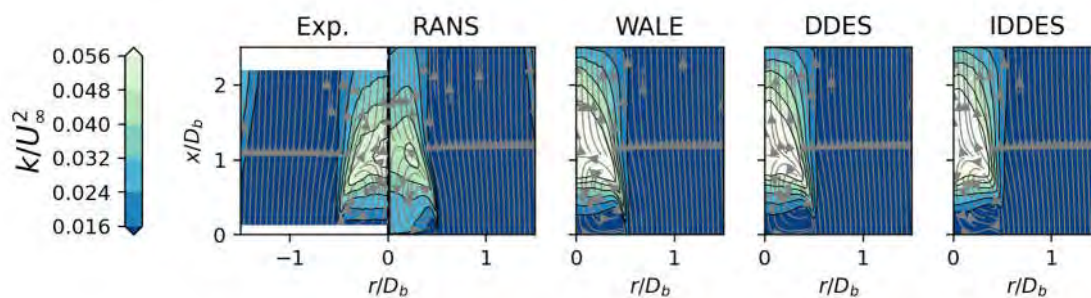 Exp. RANS WALE DDES IDDES
0.056
0.048
0.040
0.032
0.024
0.016
k/U²∞
x/D_b
2
1
0
−1 0 1 0 1 0 1 0 1
r/D_b r/D_b r/D_b r/D_b